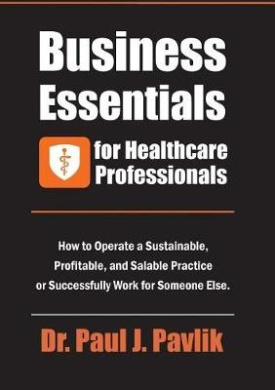 Business
Essentials
for Healthcare
Professionals
How to Operate a Sustainable,
Profitable, and Salable Practice
or Successfully Work for Someone Else.
Dr. Paul J. Pavlik